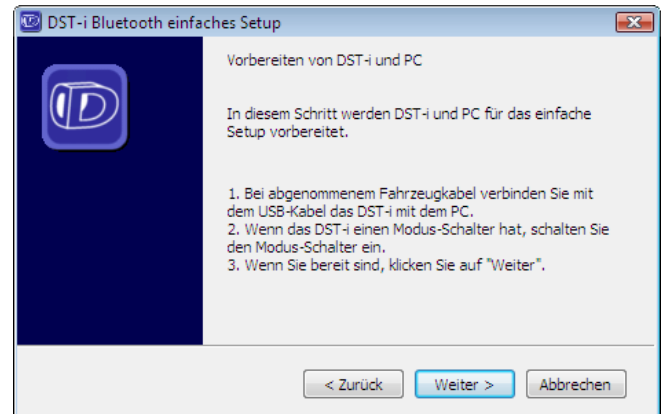 DST-i Bluetooth einfaches Setup
Vorbereiten von DST-i und PC
In diesem Schritt werden DST-i und PC für das einfache
Setup vorbereitet.
1. Bei abgenommenem Fahrzeugkabel verbinden Sie mit
dem USB-Kabel das DST-i mit dem PC.
2. Wenn das DST-i einen Modus-Schalter hat, schalten Sie
den Modus-Schalter ein.
3. Wenn Sie bereit sind, klicken Sie auf "Weiter".
< Zurück Weiter > Abbrechen